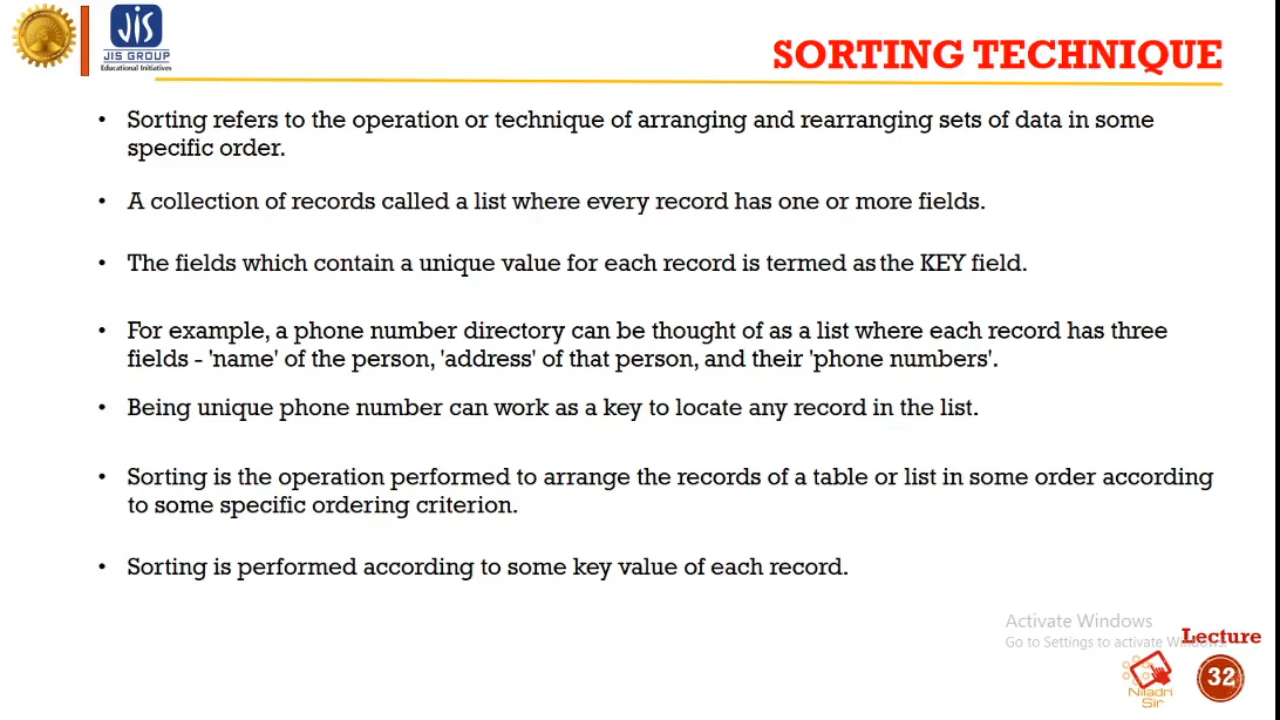 JIS
JIS GROUP
Educational Initiatives
SORTING TECHNIQUE
• Sorting refers to the operation or technique of arranging and rearranging sets of data in some
specific order.
• A collection of records called a list where every record has one or more fields.
• The fields which contain a unique value for each record is termed as the KEY field.
• For example, a phone number directory can be thought of as a list where each record has three
fields - 'name' of the person, 'address' of that person, and their 'phone numbers'.
• Being unique phone number can work as a key to locate any record in the list.
• Sorting is the operation performed to arrange the records of a table or list in some order according
to some specific ordering criterion.
• Sorting is performed according to some key value of each record.
Activate Windows
Go to Settings to activate Windows.
Lecture
32
Niladri
Sir